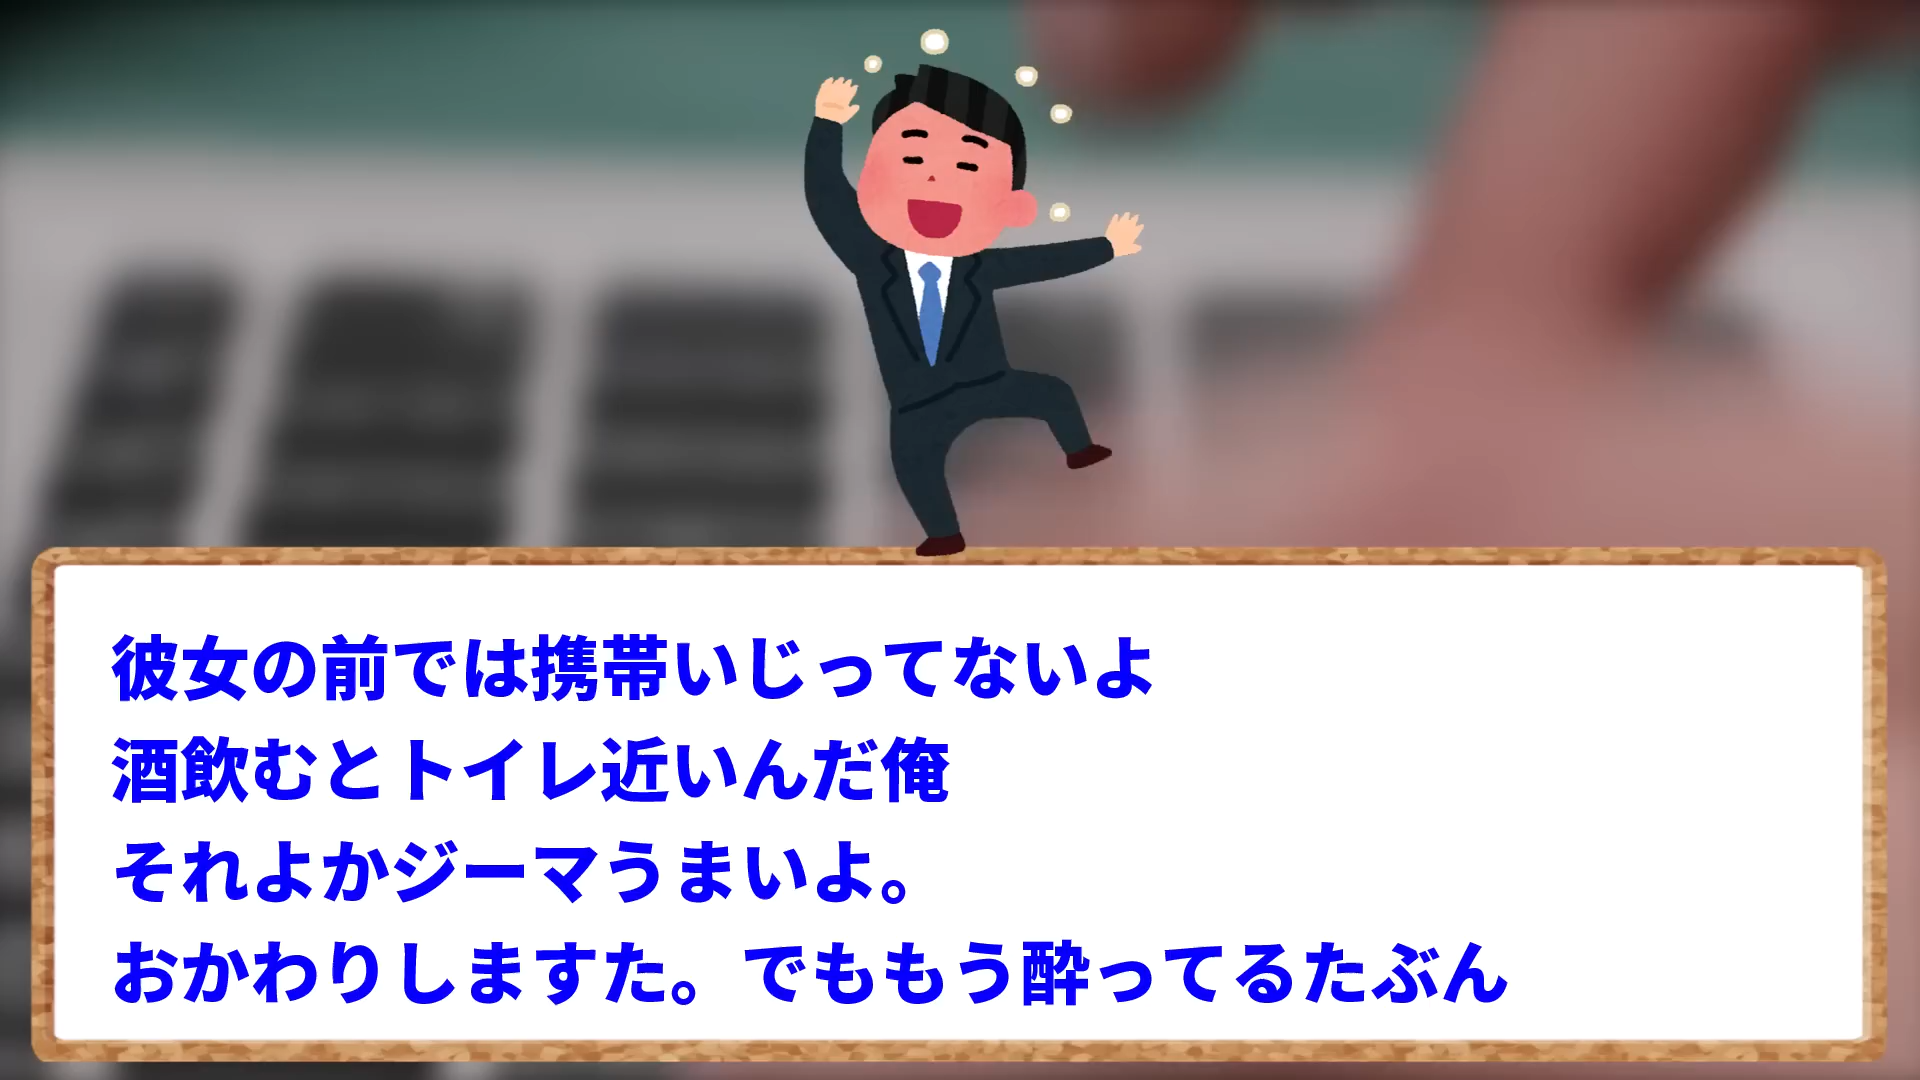 彼女の前では携帯いじってないよ
酒飲むとトイレ近いんだ俺
それよかジーマうまいよ。
おかわりしますた。でももう酔ってるたぶん